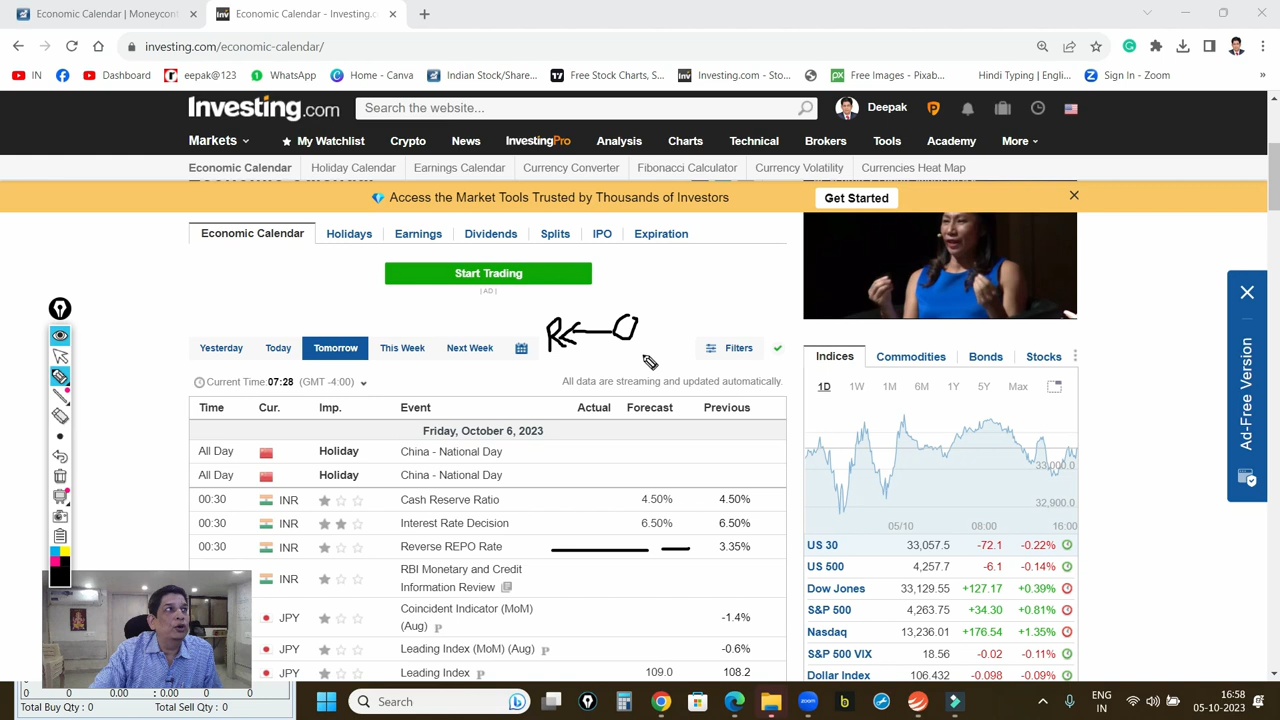 Economic Calendar | Moneycont
Economic Calendar - Investing.c
investing.com/economic-calendar/
IN
Dashboard
eepak@123
WhatsApp
Home - Canva
Indian Stock/Share...
Free Stock Charts, S...
Investing.com - Sto...
Free Images - Pixab...
Hindi Typing | Engli...
Sign In - Zoom
»
Investing.com
Search the website...
Deepak
Markets
My Watchlist
Crypto
News
InvestingPro
Analysis
Charts
Technical
Brokers
Tools
Academy
More
Economic Calendar
Holiday Calendar
Earnings Calendar
Currency Converter
Fibonacci Calculator
Currency Volatility
Currencies Heat Map
Access the Market Tools Trusted by Thousands of Investors
Get Started
Economic Calendar
Holidays
Earnings
Dividends
Splits
IPO
Expiration
Start Trading
| AD |
R
O
Yesterday
Today
Tomorrow
This Week
Next Week
Filters
Current Time: 07:28 (GMT -4:00)
All data are streaming and updated automatically.
Time Cur. Imp. Event Actual Forecast Previous
Friday, October 6, 2023
All Day Holiday China - National Day
All Day Holiday China - National Day
00:30 INR Cash Reserve Ratio 4.50% 4.50%
00:30 INR Interest Rate Decision 6.50% 6.50%
00:30 INR Reverse REPO Rate 3.35%
INR RBI Monetary and Credit
Information Review
JPY Coincident Indicator (MoM)
(Aug) P -1.4%
JPY Leading Index (MoM) (Aug) P -0.6%
JPY Leading Index P 109.0 108.2
Indices
Commodities
Bonds
Stocks
1D 1W 1M 6M 1Y 5Y Max
33,000.0
32,900.0
05/10 08:00 16:00
US 30 33,057.5 -72.1 -0.22%
US 500 4,257.7 -6.1 -0.14%
Dow Jones 33,129.55 +127.17 +0.39%
S&P 500 4,263.75 +34.30 +0.81%
Nasdaq 13,236.01 +176.54 +1.35%
S&P 500 VIX 18.56 -0.02 -0.11%
Dollar Index 106.432 -0.098 -0.09%
Ad-Free Version
0 0.00 : 0.00 0 0
Total Buy Qty : 0 Total Sell Qty : 0
Search
ENG
IN
16:58
05-10-2023